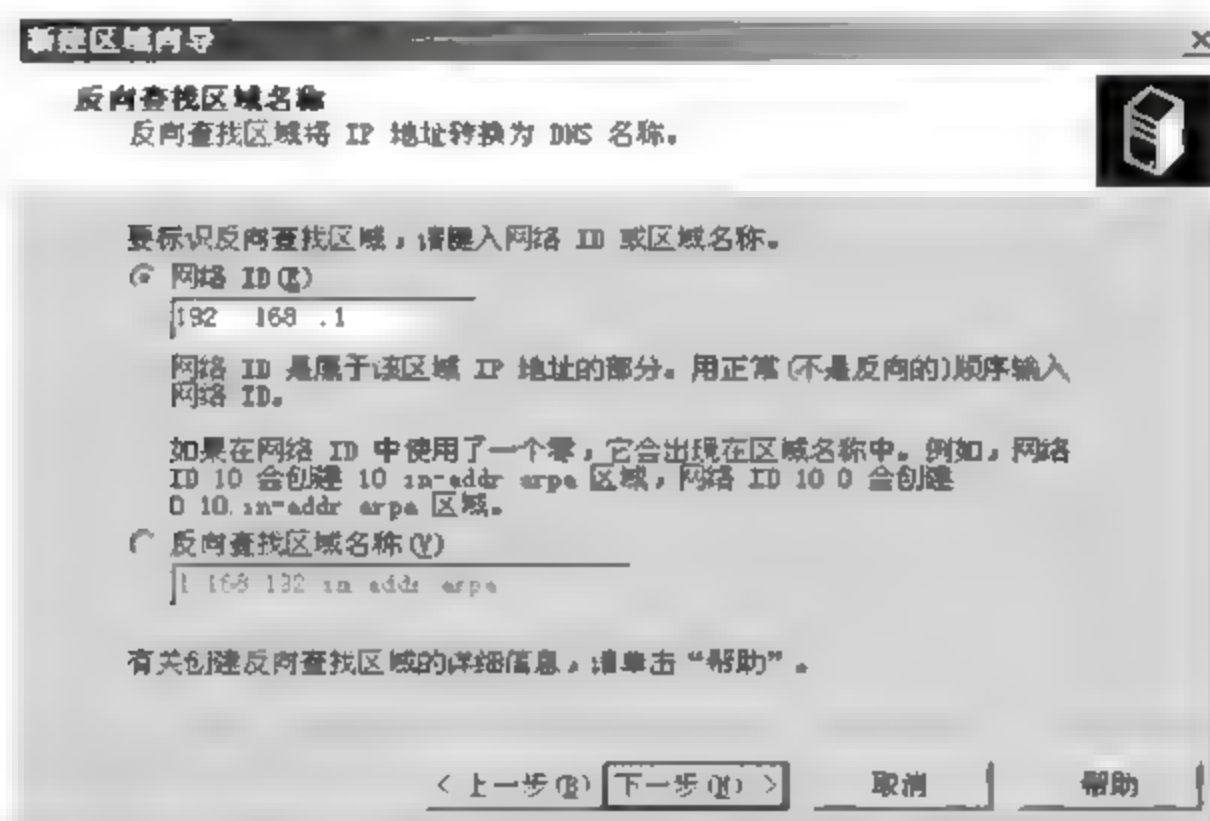 新建区域向导
反向查找区域名称
反向查找区域将 IP 地址转换为 DNS 名称。
要标识反向查找区域，请键入网络 ID 或区域名称。
网络 ID(E)
192 168 .1
网络 ID 是属于该区域 IP 地址的部分。用正常(不是反向的)顺序输入
网络 ID。
如果在网络 ID 中使用了一个零，它会出现在区域名称中。例如，网络
ID 10 会创建 10 in-addr arpa 区域，网络 ID 10 0 会创建
0 10.in-addr arpa 区域。
反向查找区域名称(V)
1 168 192 in addr arpa
有关创建反向查找区域的详细信息，请单击“帮助”。
< 上一步(B) 下一步(N) > 取消 帮助